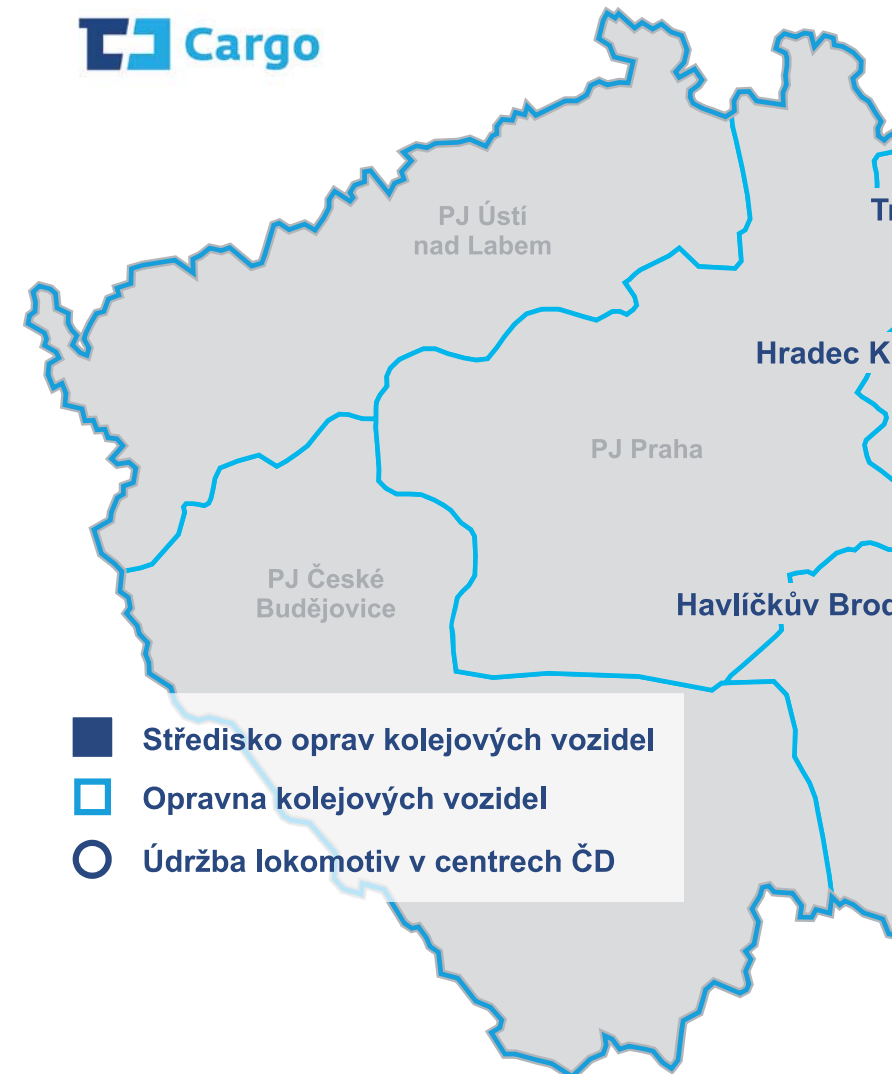 Cargo
PJ Ústí
nad Labem
Hradec K
PJ Praha
PJ České
Budějovice
Havlíčkův Brod
Středisko oprav kolejových vozidel
Opravna kolejových vozidel
Údržba lokomotiv v centrech ČD